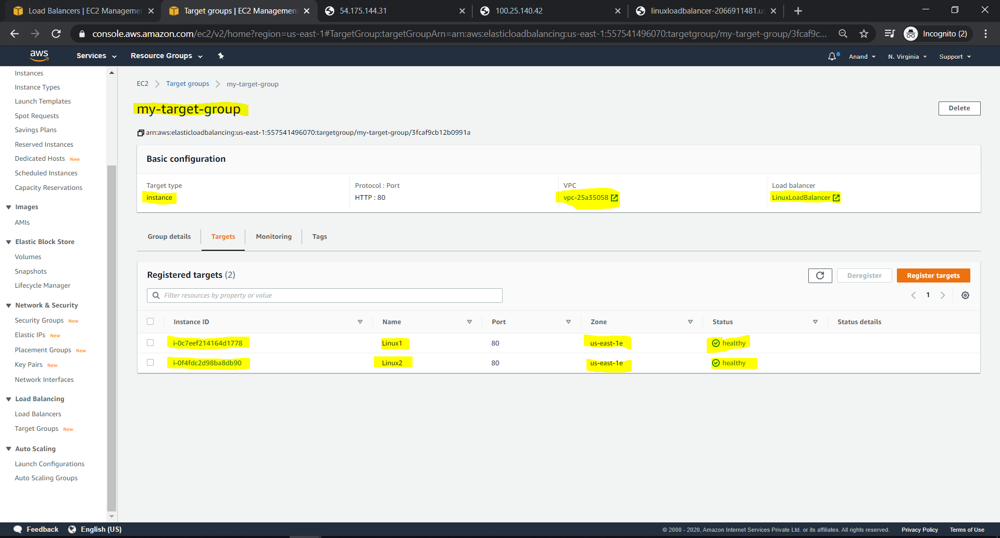 Load Balancers | EC2 Manageme
Target groups | EC2 Management
54.175.144.31
100.25.140.42
linuxloadbalancer-2066911481.us
console.aws.amazon.com/ec2/v2/home?region=us-east-1#TargetGroup:targetGroupArn=arn:aws:elasticloadbalancing:us-east-1:557541496070:targetgroup/my-target-group/3fcaf9c...
Incognito (2)
aws
Services
Resource Groups
Anand
N. Virginia
Support
Instances
Instance Types
Launch Templates
Spot Requests
Savings Plans
Reserved Instances
Dedicated Hosts New
Scheduled Instances
Capacity Reservations
Images
AMIs
Elastic Block Store
Volumes
Snapshots
Lifecycle Manager
Network & Security
Security Groups New
Elastic IPs New
Placement Groups New
Key Pairs New
Network Interfaces
Load Balancing
Load Balancers
Target Groups New
Auto Scaling
Launch Configurations
Auto Scaling Groups
EC2 > Target groups > my-target-group
my-target-group
Delete
arn:aws:elasticloadbalancing:us-east-1:557541496070:targetgroup/my-target-group/3fcaf9cb12b0991a
Basic configuration
Target type
instance
Protocol : Port
HTTP : 80
VPC
vpc-25a35058
Load balancer
LinuxLoadBalancer
Group details Targets Monitoring Tags
Registered targets (2)
Deregister
Register targets
Filter resources by property or value
1
Instance ID Name Port Zone Status Status details
i-0c7eef214164d1778 Linux1 80 us-east-1e healthy
i-0f4fdc2d98ba8db90 Linux2 80 us-east-1e healthy
Feedback English (US)
© 2008 - 2020, Amazon Internet Services Private Ltd. or its affiliates. All rights reserved. Privacy Policy Terms of Use